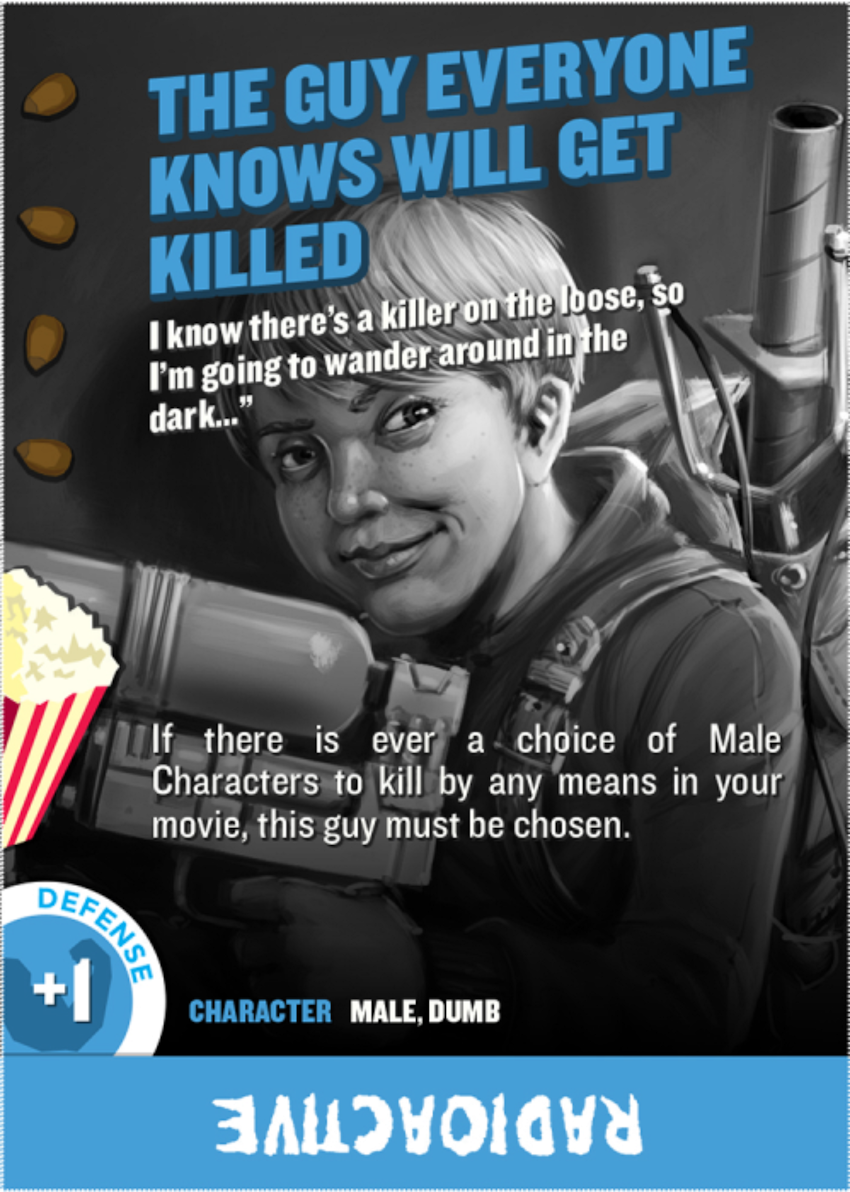 THE GUY EVERYONE
KNOWS WILL GET
KILLED
I know there's a killer on the loose, so
I'm going to wander around in the
dark..."
If there is ever a choice of Male
Characters to kill by any means in your
movie, this guy must be chosen.
DEFENSE
+1
CHARACTER MALE, DUMB
RADIOACTIVE